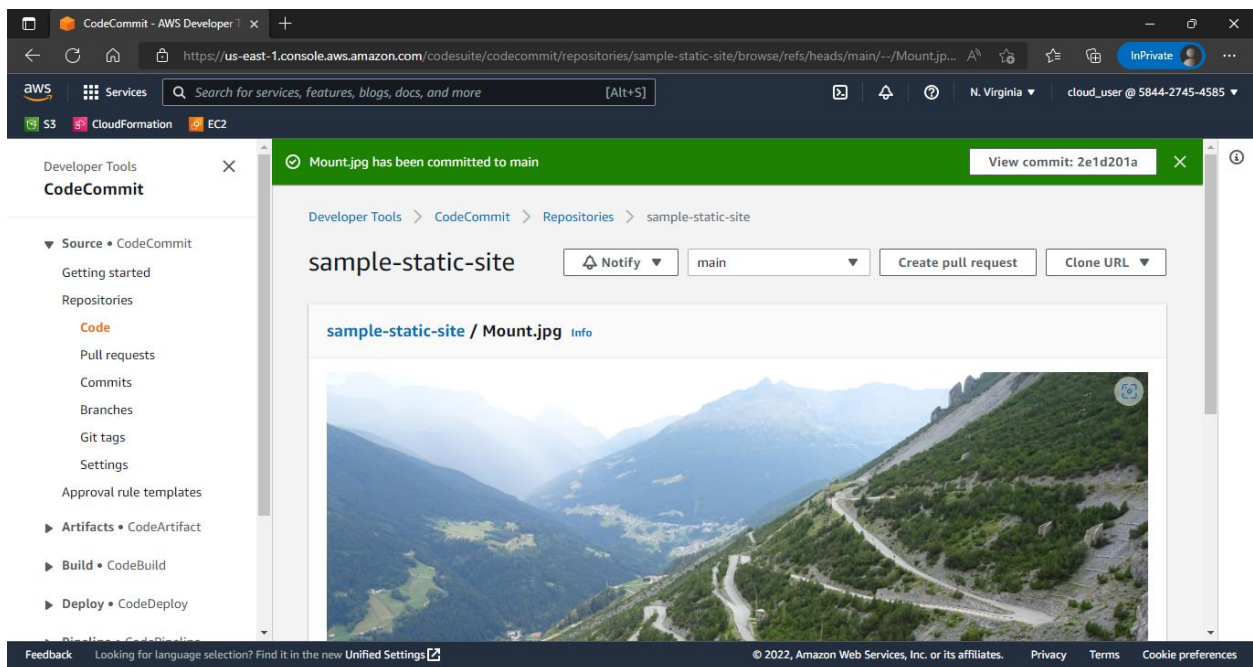 CodeCommit - AWS Developer T
https://us-east-1.console.aws.amazon.com/codesuite/codecommit/repositories/sample-static-site/browse/refs/heads/main/--/Mount.jp... InPrivate
aws Services Search for services, features, blogs, docs, and more [Alt+S] N. Virginia ▼ cloud_user @ 5844-2745-4585 ▼
S3 CloudFormation EC2
Developer Tools
CodeCommit
Source • CodeCommit
Getting started
Repositories
Code
Pull requests
Commits
Branches
Git tags
Settings
Approval rule templates
Artifacts • CodeArtifact
Build • CodeBuild
Deploy • CodeDeploy
Pipeline • CodePipeline
Mount.jpg has been committed to main View commit: 2e1d201a
Developer Tools > CodeCommit > Repositories > sample-static-site
sample-static-site Notify ▼ main ▼ Create pull request Clone URL ▼
sample-static-site / Mount.jpg Info
Feedback Looking for language selection? Find it in the new Unified Settings © 2022, Amazon Web Services, Inc. or its affiliates. Privacy Terms Cookie preferences